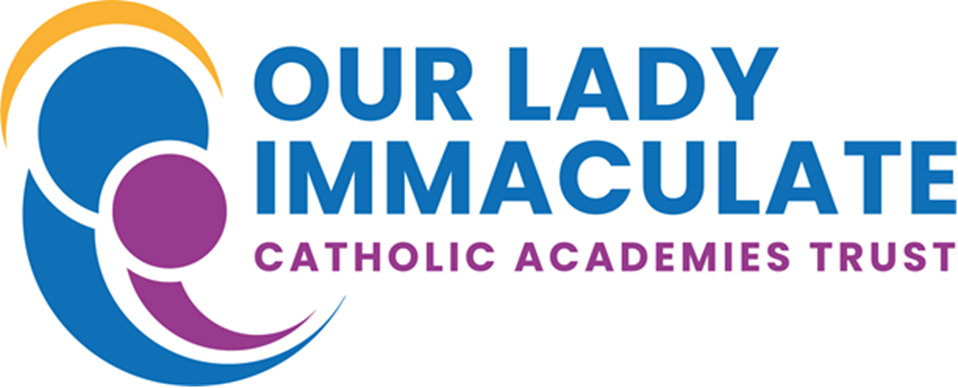 OUR LADY
IMMACULATE
CATHOLIC ACADEMIES TRUST